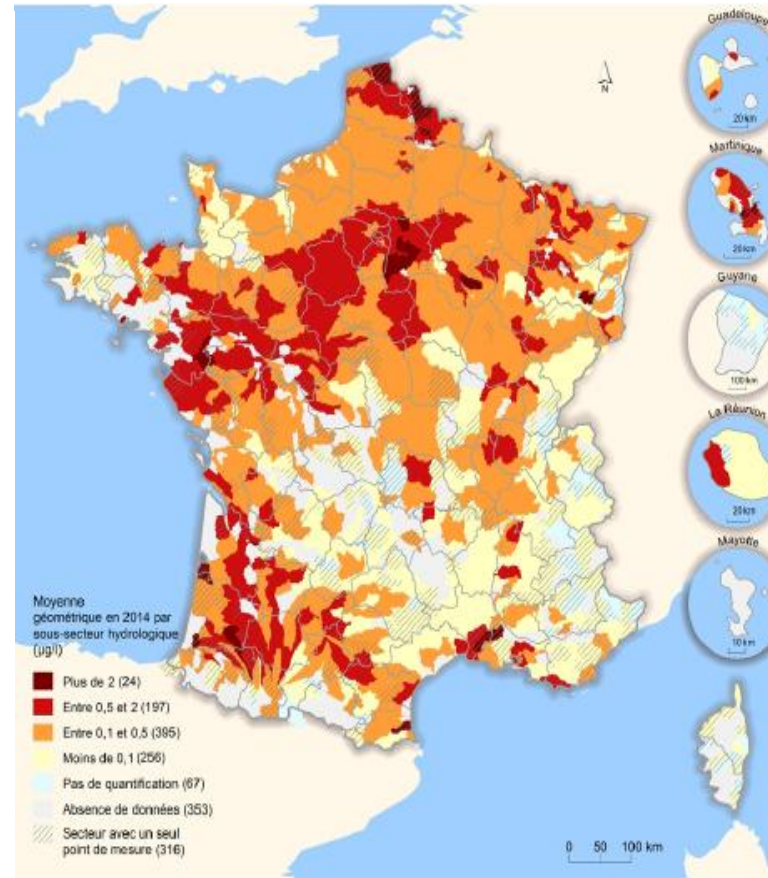 Guadeloupe
20 km
Martinique
20 km
Guyane
100 km
La Réunion
20 km
Mayotte
10 km
N
Moyenne
géométrique en 2014 par
sous-secteur hydrologique
(µg/l)
Plus de 2 (24)
Entre 0,5 et 2 (197)
Entre 0,1 et 0,5 (395)
Moins de 0,1 (256)
Pas de quantification (67)
Absence de données (353)
Secteur avec un seul
point de mesure (316)
0 50 100 km